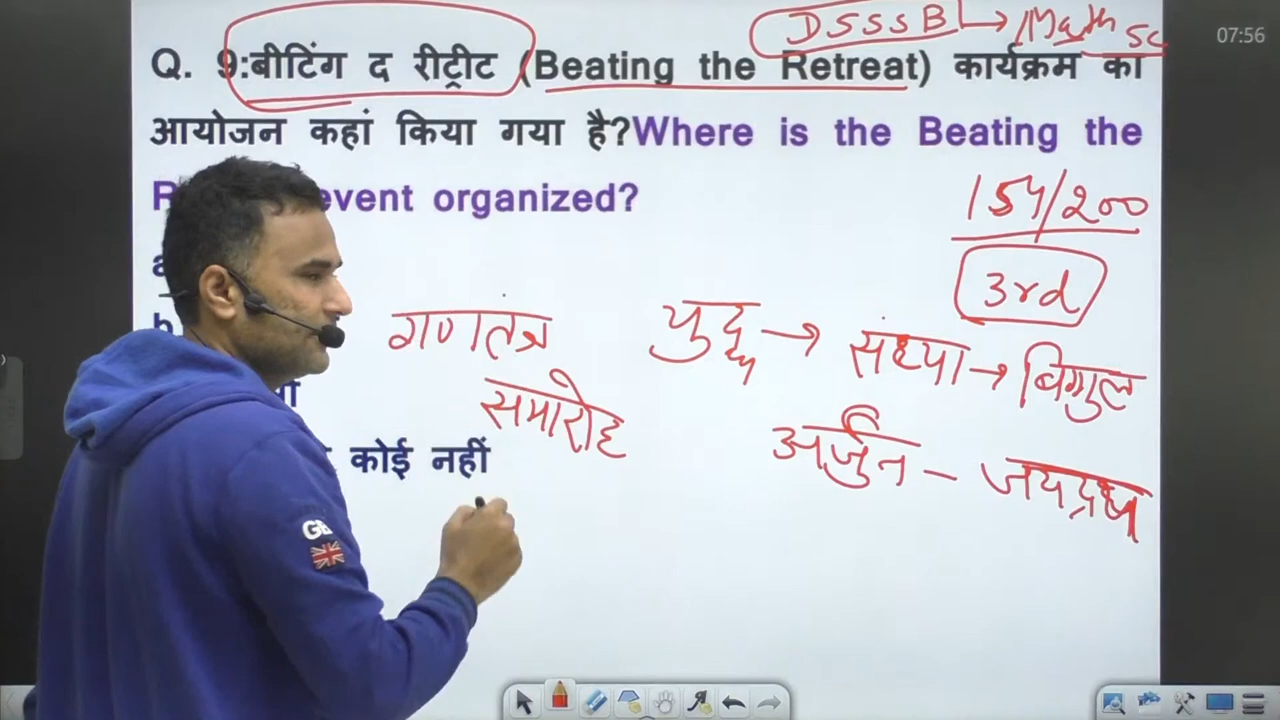 DSSSB → Math Sc
07:56
Q. 9:बीटिंग द रीट्रीट (Beating the Retreat) कार्यक्रम का
आयोजन कहां किया गया है?Where is the Beating the
R event organized?
154/200
a
3rd
b
गणतंत्र युद्ध → संध्या → बिगुल
समारोह
अर्जुन - जयद्रथ
कोई नहीं
GB